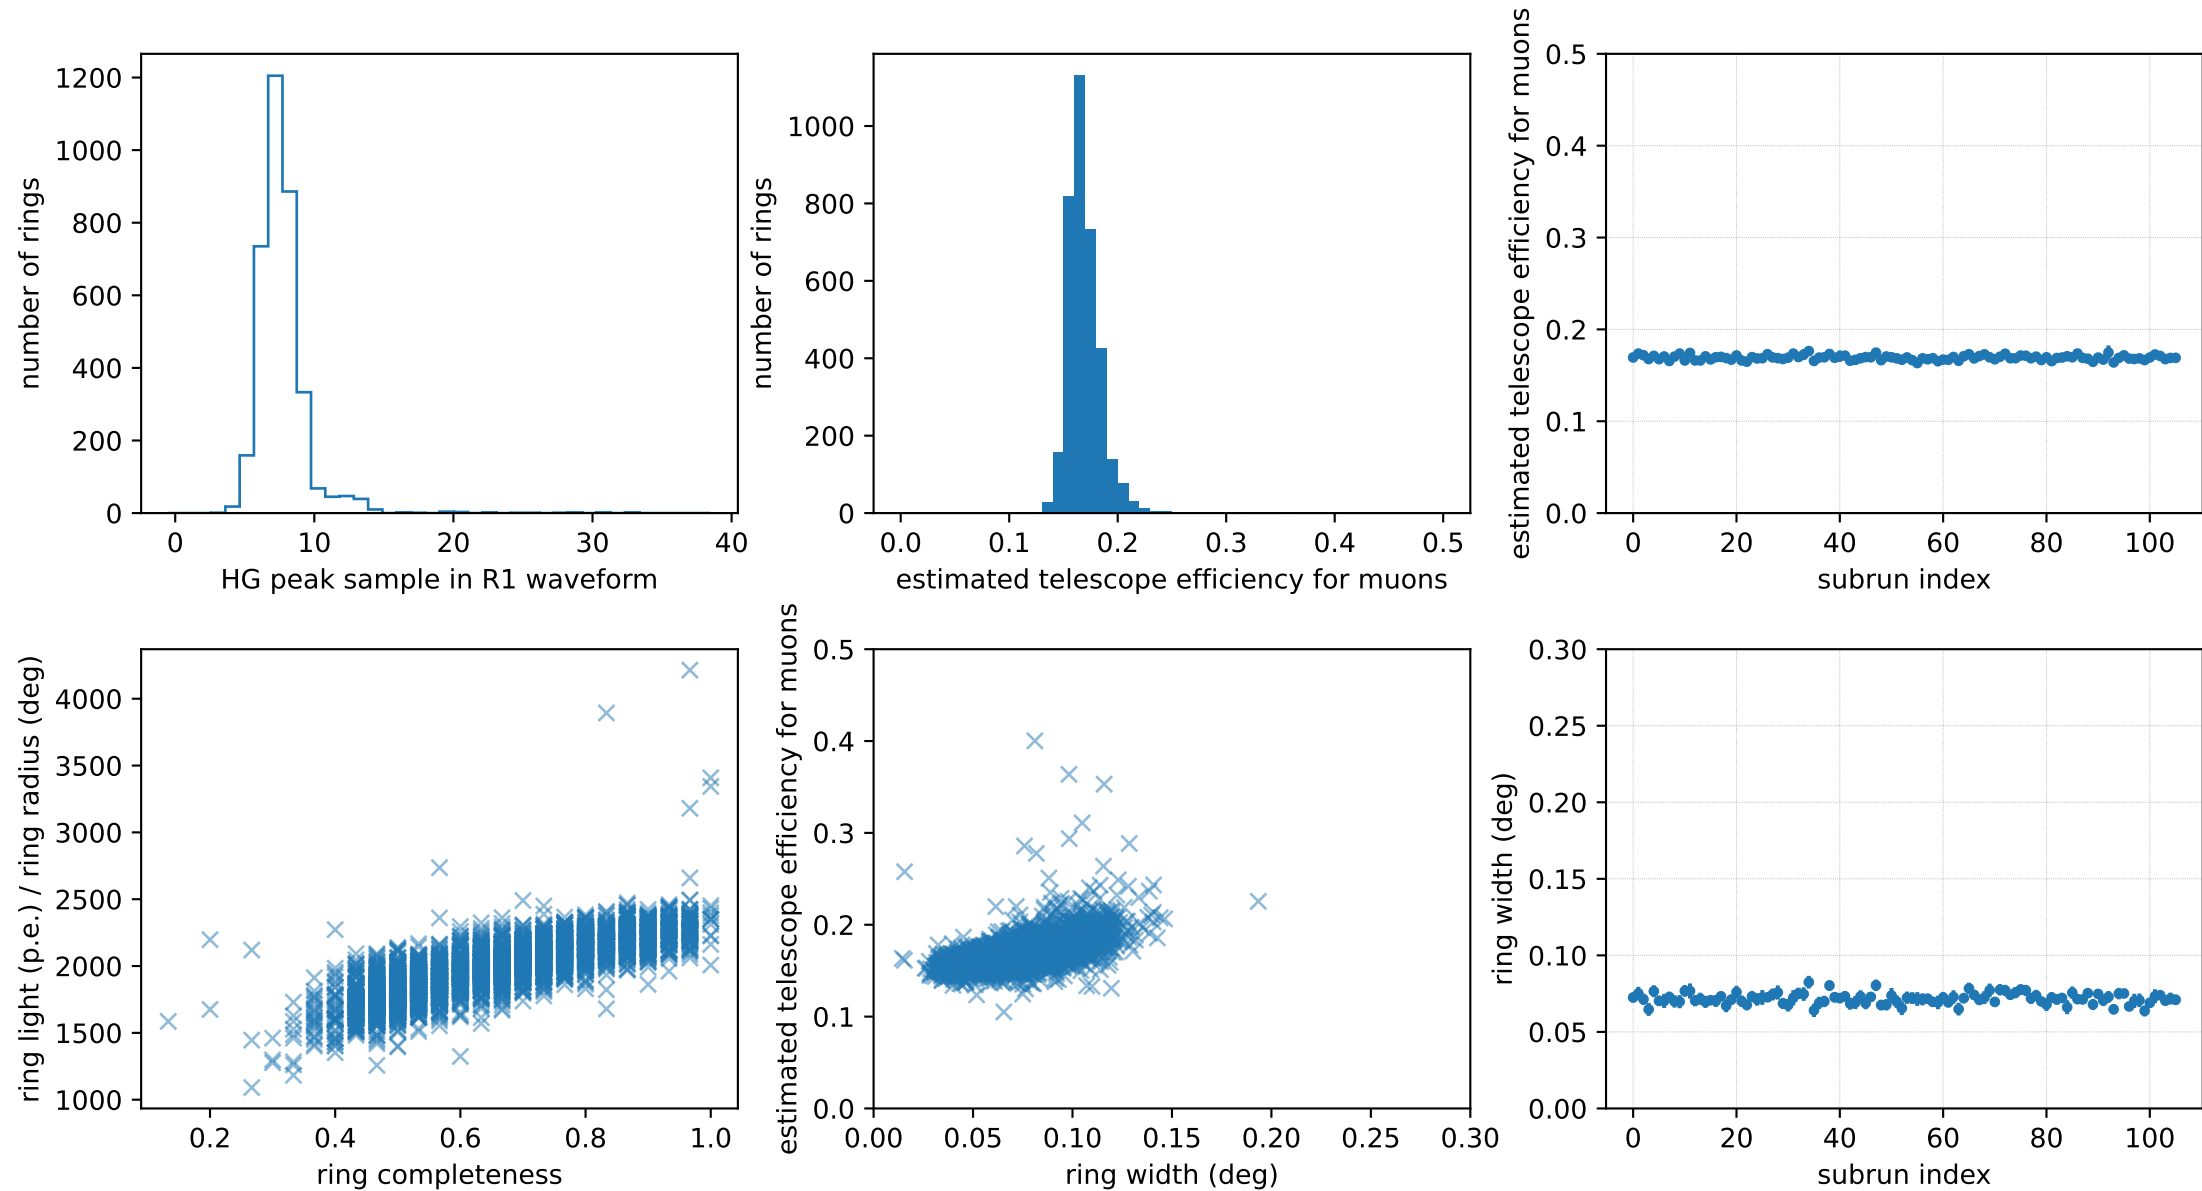 number of rings
1200
1000
800
600
400
200
0
0 10 20 30 40
HG peak sample in R1 waveform
number of rings
1000
800
600
400
200
0
0.0 0.1 0.2 0.3 0.4 0.5
estimated telescope efficiency for muons
estimated telescope efficiency for muons
0.5
0.4
0.3
0.2
0.1
0.0
0 20 40 60 80 100
subrun index
ring light (p.e.) / ring radius (deg)
4000
3500
3000
2500
2000
1500
1000
0.2 0.4 0.6 0.8 1.0
ring completeness
estimated telescope efficiency for muons
0.5
0.4
0.3
0.2
0.1
0.0
0.00 0.05 0.10 0.15 0.20 0.25 0.30
ring width (deg)
ring width (deg)
0.30
0.25
0.20
0.15
0.10
0.05
0.00
0 20 40 60 80 100
subrun index